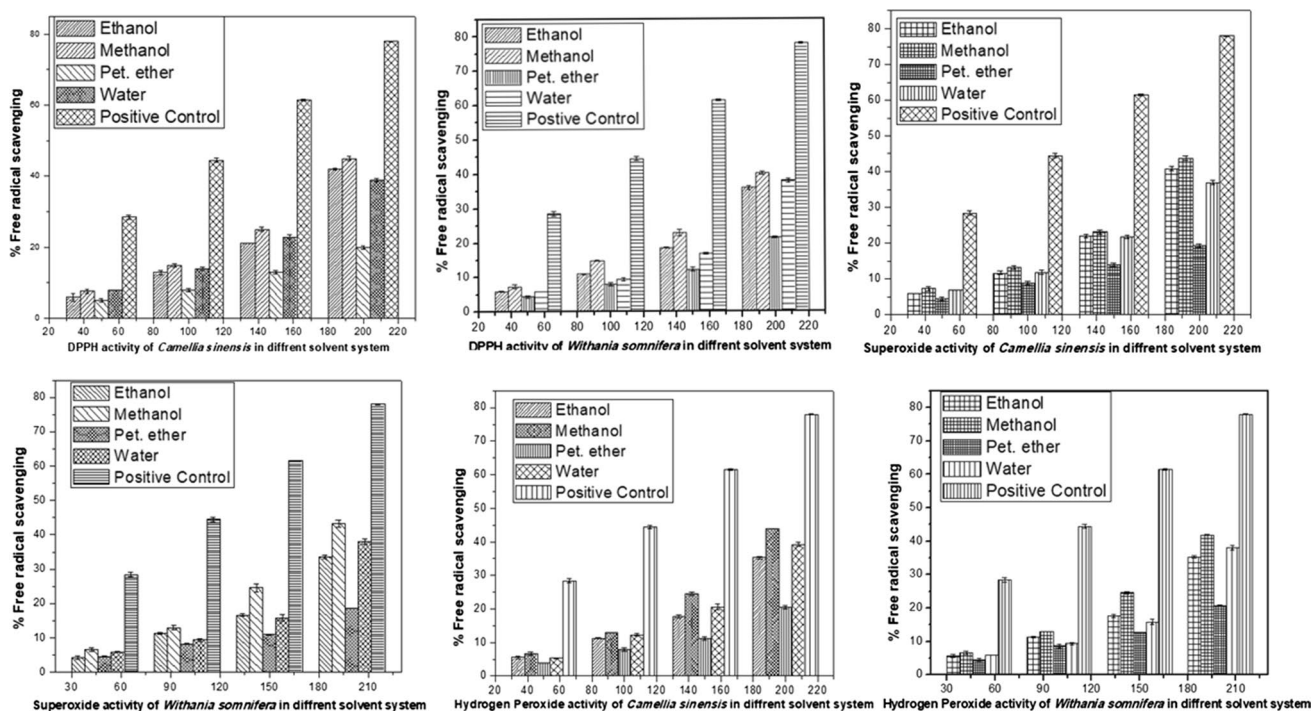 Ethanol
Methanol
Pet. ether
Water
Positive Control
% Free radical scavenging
80
60
40
20
0
20 40 60 80 100 120 140 160 180 200 220
DPPH activity of Camellia sinensis in diffrent solvent system
Ethanol
Methanol
Pet. ether
Water
Postive Control
% Free radical scavenging
80
70
60
50
40
30
20
10
0
20 40 60 80 100 120 140 160 180 200 220
DPPH activity of Withania somnifera in diffrent solvent system
Ethanol
Methanol
Pet. ether
Water
Positive Control
% Free radical scavenging
80
70
60
50
40
30
20
10
0
20 40 60 80 100 120 140 160 180 200 220
Superoxide activity of Camellia sinensis in diffrent solvent system
Ethanol
Methanol
Pet. ether
Water
Positive Control
% Free radical scavenging
80
70
60
50
40
30
20
10
0
30 60 90 120 150 180 210
Superoxide activity of Withania somnifera in diffrent solvent system
Ethanol
Methanol
Pet. ether
Water
Positive Control
% Free radical scavenging
80
70
60
50
40
30
20
10
0
20 40 60 80 100 120 140 160 180 200 220
Hydrogen Peroxide activity of Camellia sinensis in diffrent solvent system
Ethanol
Methanol
Pet. ether
Water
Positive Control
% Free radical scavenging
80
70
60
50
40
30
20
10
0
30 60 90 120 150 180 210
Hydrogen Peroxide activity of Withania somnifera in diffrent solvent system